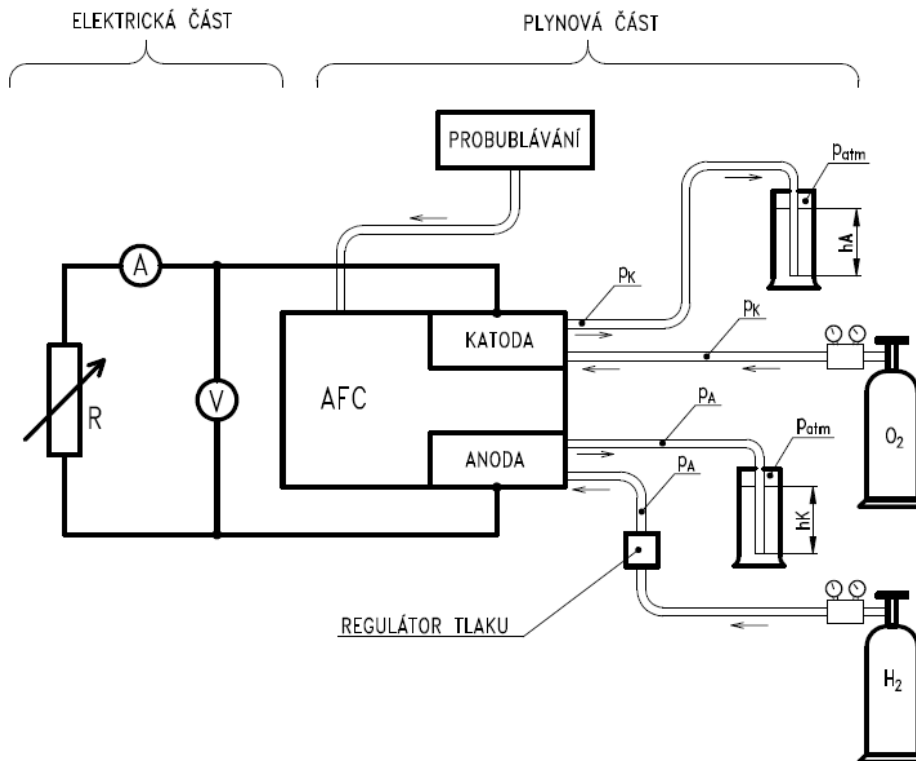 ELEKTRICKÁ ČÁST
PLYNOVÁ ČÁST
PROBUBLÁVÁNÍ
Patm
hA
A
PK
KATODA
PK
R
V
AFC
PA
O2
ANODA
Patm
PA
hK
REGULÁTOR TLAKU
H2